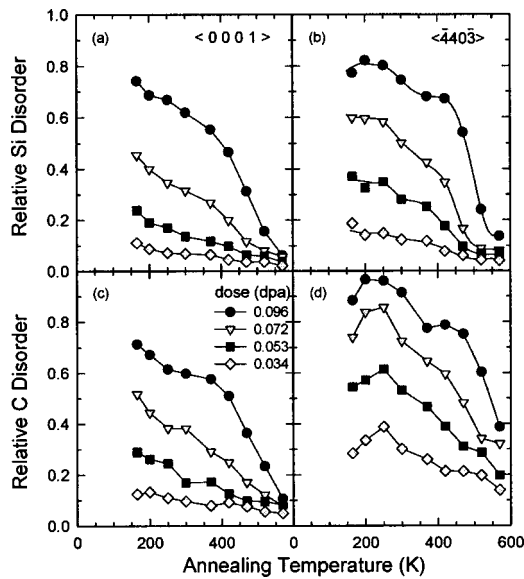 (a) < 0 0 0 1 >
(b) <4̄403̄>
Relative Si Disorder
1.0
0.8
0.6
0.4
0.2
0.0
(c) dose (dpa)
0.096
0.072
0.053
0.034
(d)
Relative C Disorder
0.8
0.6
0.4
0.2
0.0
0 200 400 0 200 400 600
Annealing Temperature (K)